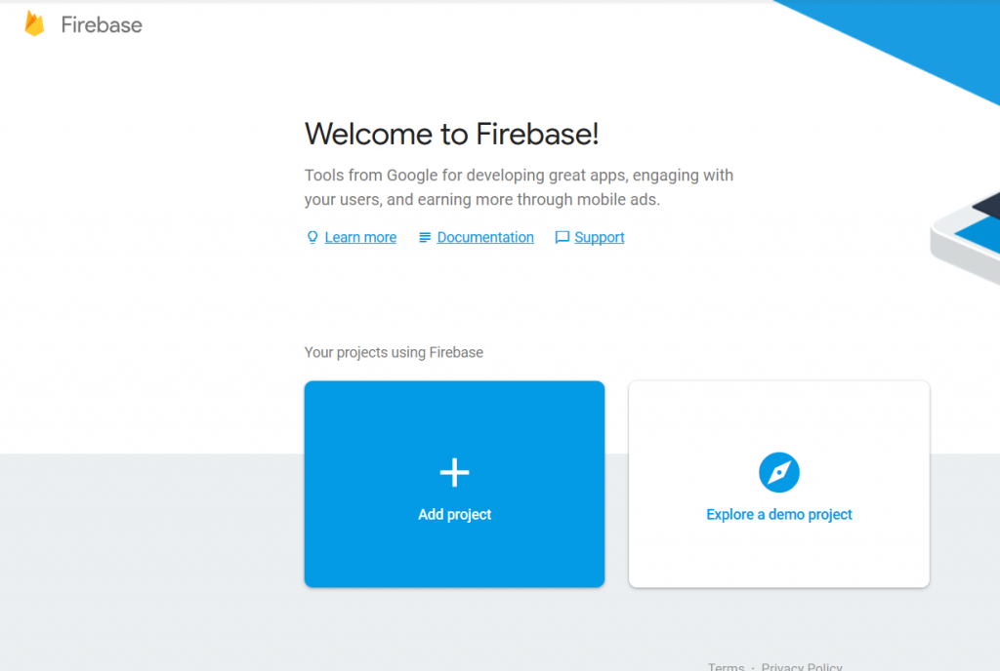 Firebase
Welcome to Firebase!
Tools from Google for developing great apps, engaging with
your users, and earning more through mobile ads.
Learn more Documentation Support
Your projects using Firebase
Add project Explore a demo project
Terms · Privacy Policy